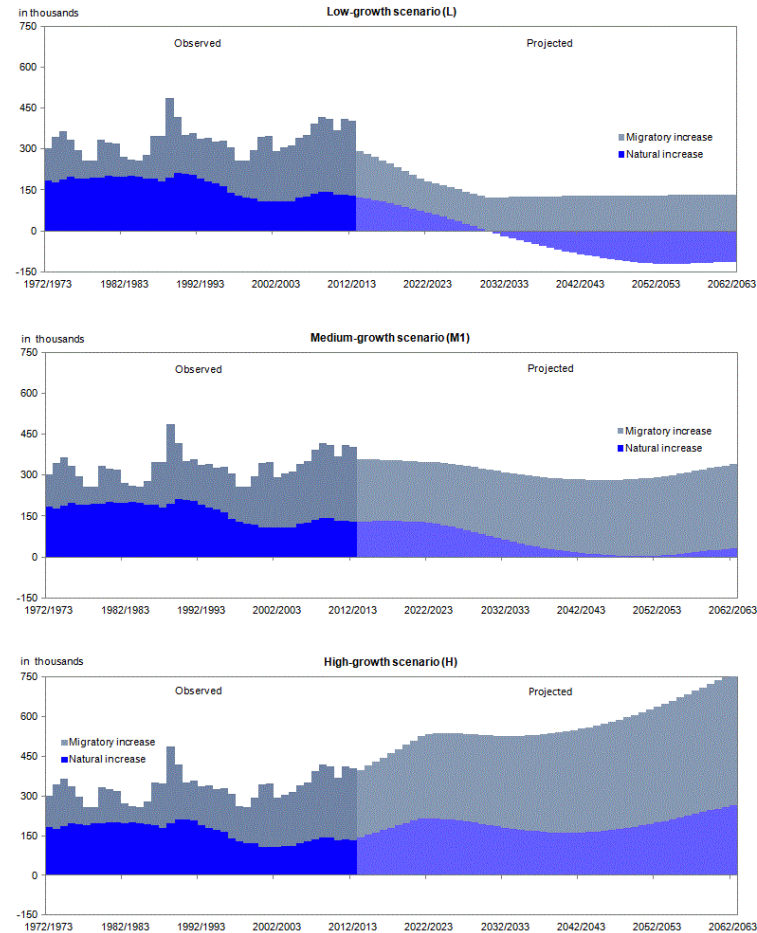 in thousands
Low-growth scenario (L)
750
Observed
Projected
600
450
Migratory increase
300
Natural increase
150
0
-150
1972/1973 1982/1983 1992/1993 2002/2003 2012/2013 2022/2023 2032/2033 2042/2043 2052/2053 2062/2063
in thousands
Medium-growth scenario (M1)
750
Observed
Projected
600
450
Migratory increase
Natural increase
300
150
0
-150
1972/1973 1982/1983 1992/1993 2002/2003 2012/2013 2022/2023 2032/2033 2042/2043 2052/2053 2062/2063
in thousands
High-growth scenario (H)
750
Observed
Projected
600
Migratory increase
450
Natural increase
300
150
0
-150
1972/1973 1982/1983 1992/1993 2002/2003 2012/2013 2022/2023 2032/2033 2042/2043 2052/2053 2062/2063